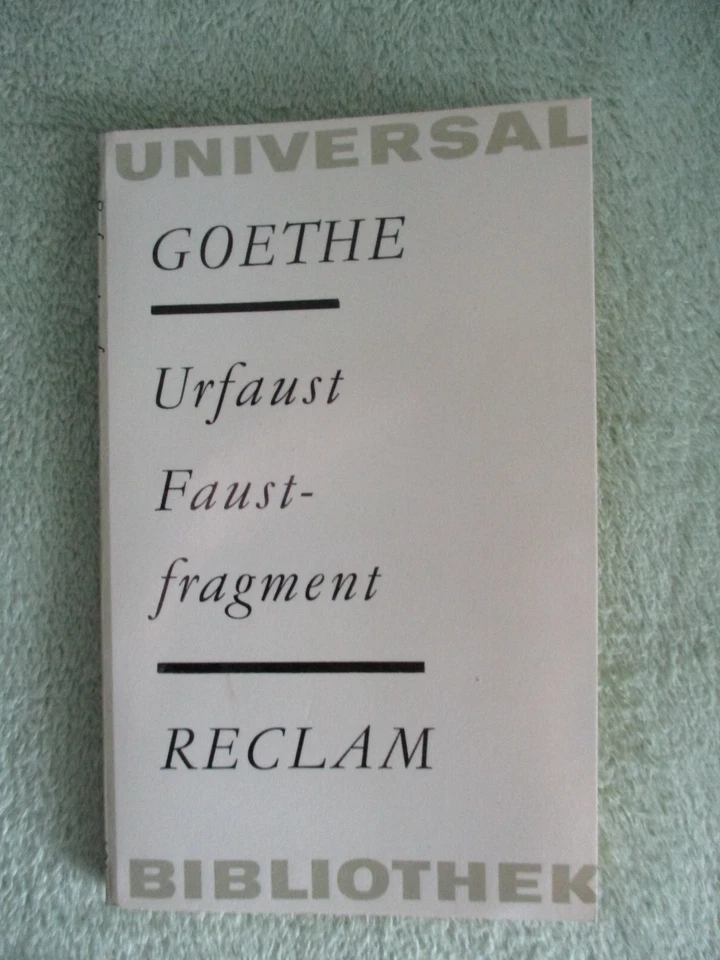 UNIVERSAL
GOETHE
Urfaust
Faust-
fragment
RECLAM
BIBLIOTHEK